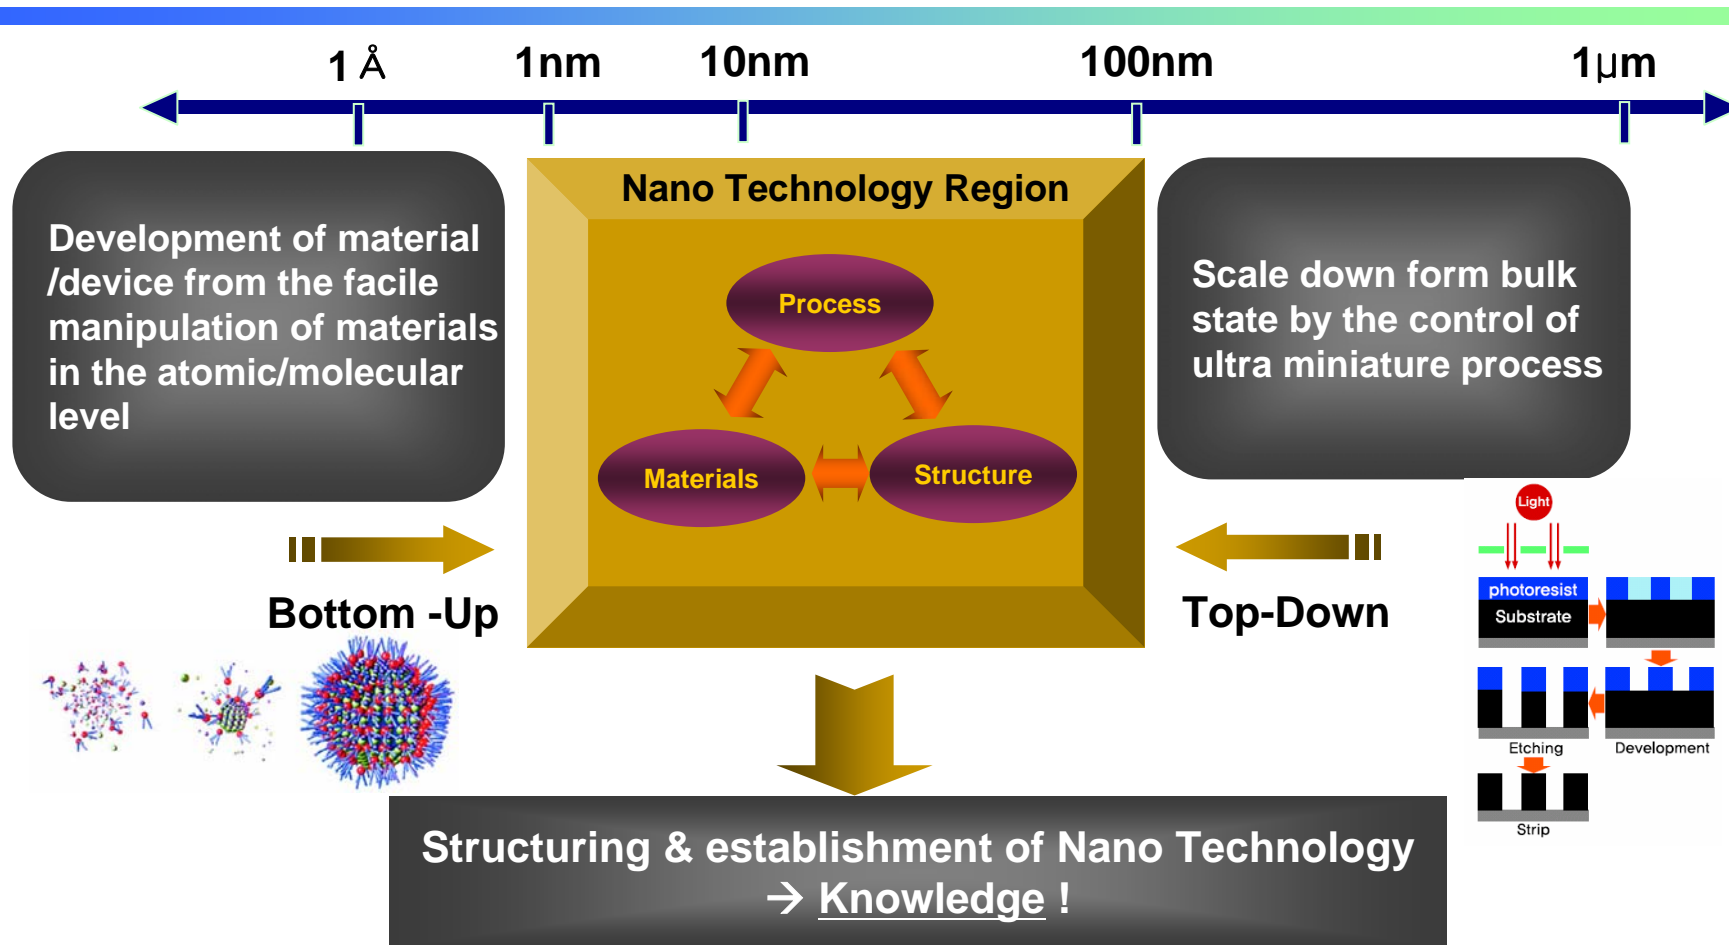 1 Å 1nm 10nm 100nm 1μm
Development of material
/device from the facile
manipulation of materials
in the atomic/molecular
level
Nano Technology Region
Process
Materials
Structure
Scale down form bulk
state by the control of
ultra miniature process
Bottom -Up
Top-Down
Light
photoresist
Substrate
Etching
Development
Strip
Structuring & establishment of Nano Technology
→ Knowledge !